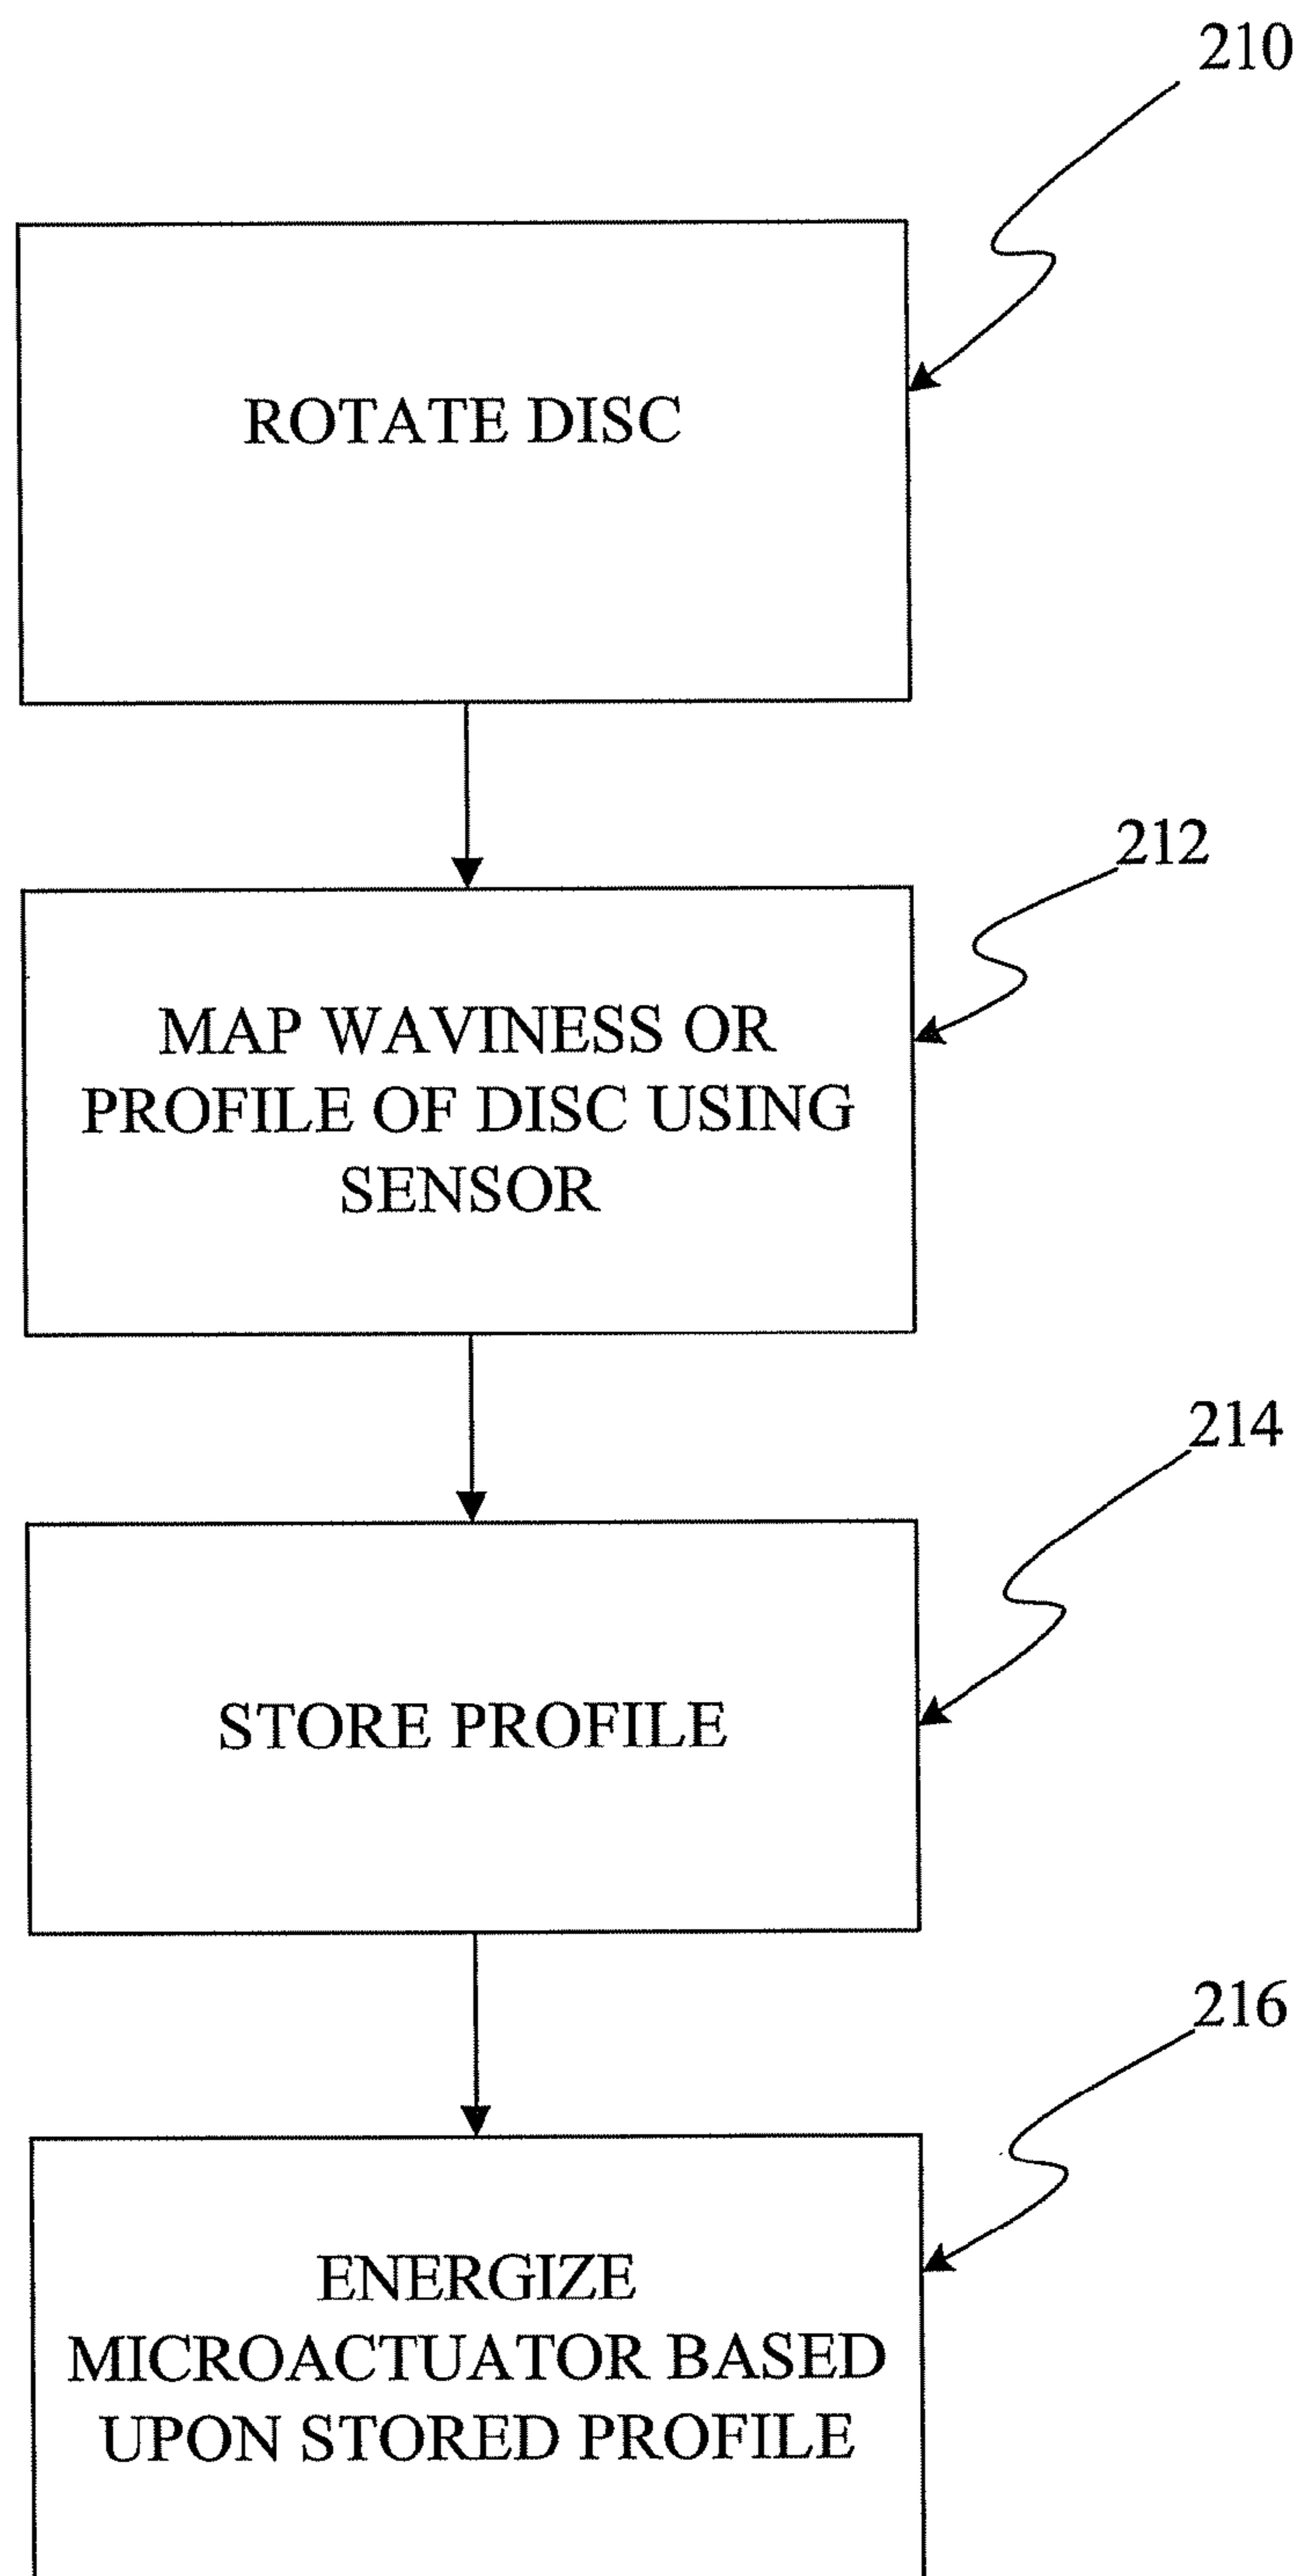 210
ROTATE DISC
212
MAP WAVINESS OR
PROFILE OF DISC USING
SENSOR
214
STORE PROFILE
216
ENERGIZE
MICROACTUATOR BASED
UPON STORED PROFILE